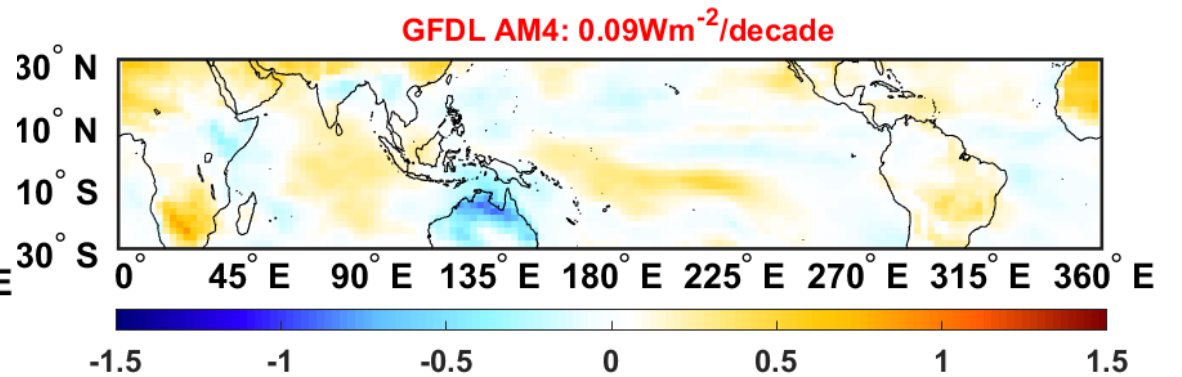 GFDL AM4: 0.09Wm⁻²/decade
30° N
10° N
10° S
30° S
E
0° 45° E 90° E 135° E 180° E 225° E 270° E 315° E 360° E
-1.5 -1 -0.5 0 0.5 1 1.5